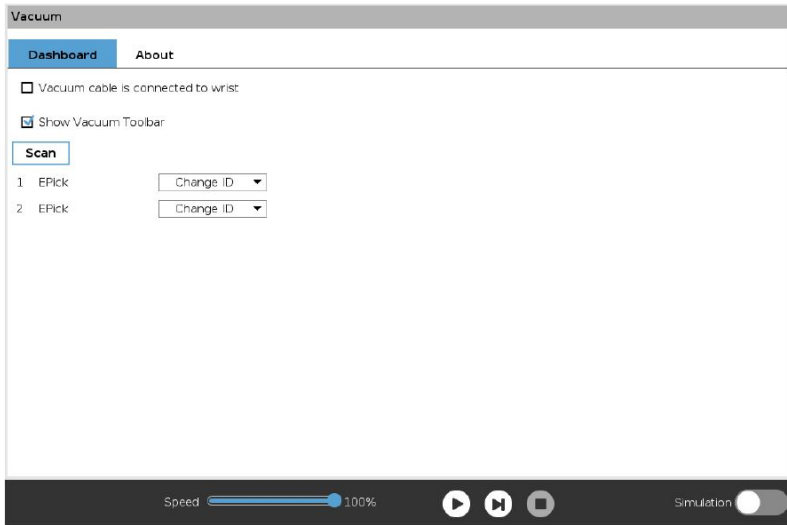 Vacuum
Dashboard About
Vacuum cable is connected to wrist
Show Vacuum Toolbar
Scan
1 EPick Change ID
2 EPick Change ID
Speed 100% Simulation